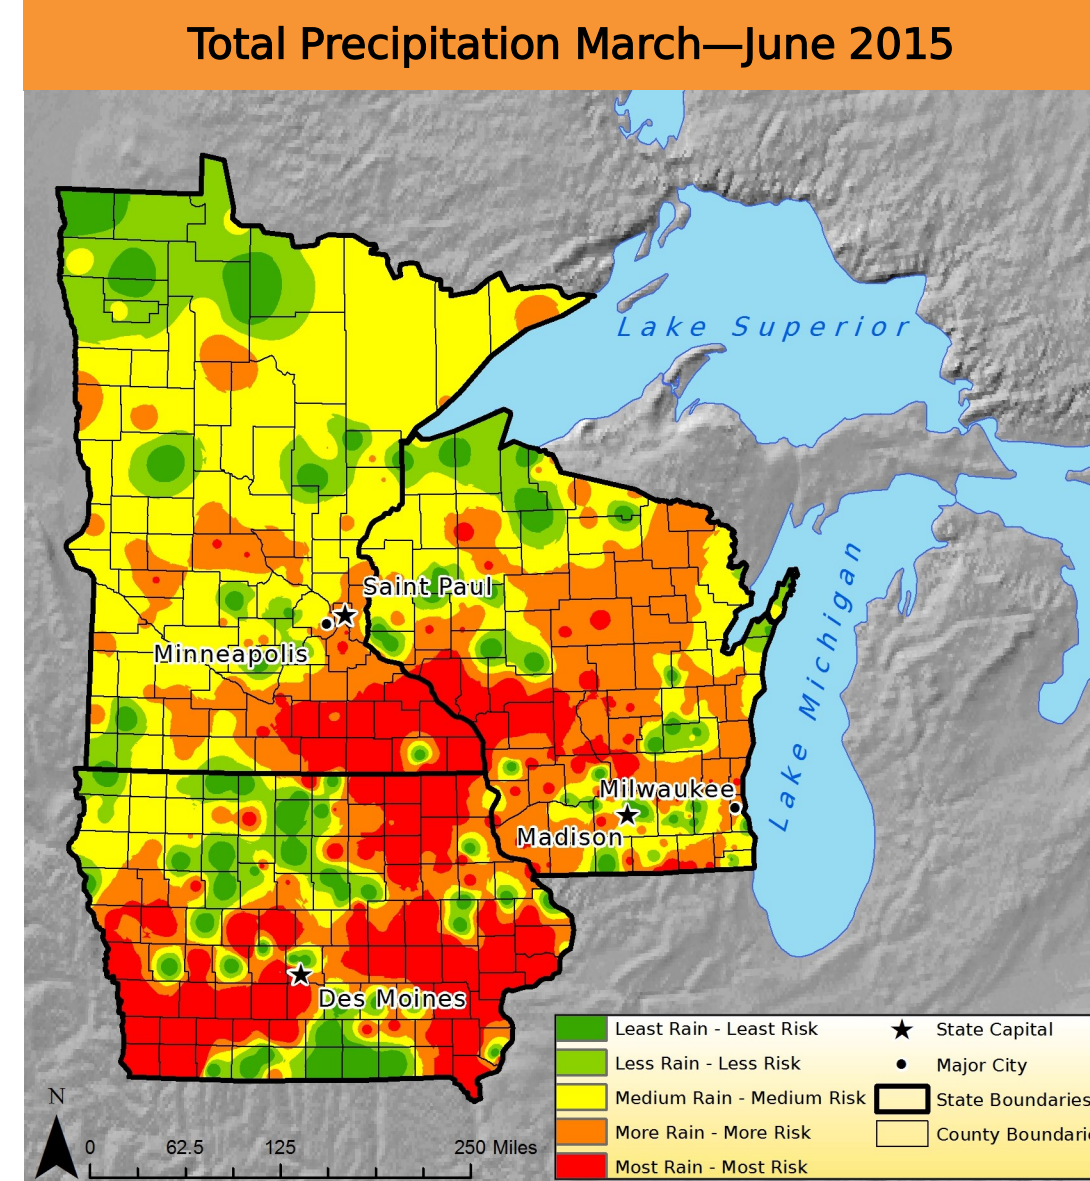 Total Precipitation March—June 2015
Lake Superior
Lake Michigan
Saint Paul
Minneapolis
Milwaukee
Madison
Des Moines
Least Rain - Least Risk
Less Rain - Less Risk
Medium Rain - Medium Risk
More Rain - More Risk
Most Rain - Most Risk
State Capital
Major City
State Boundaries
County Boundari
N
0 62.5 125 250 Miles